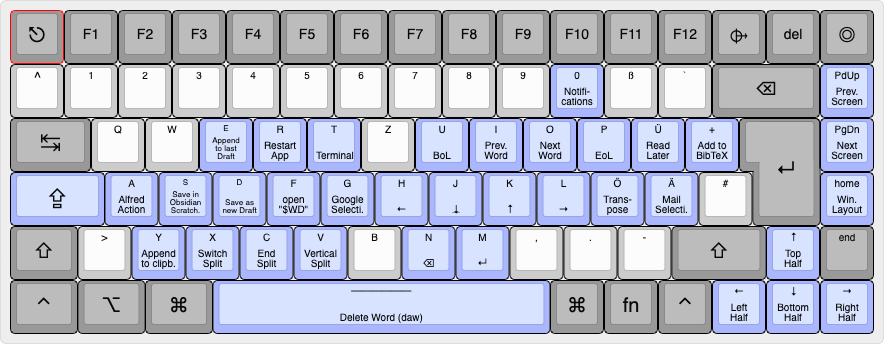 F1 F2 F3 F4 F5 F6 F7 F8 F9 F10 F11 F12 del
^ 1 2 3 4 5 6 7 8 9 0 ß ` ⌫ PdUp
Notifi-
cations
Prev.
Screen
↹ Q W E R T Z U I O P Ü + ↵ PgDn
Append
to last
Draft
Restart
App
Terminal
BoL
Prev.
Word
Next
Word
EoL
Read
Later
Add to
BibTeX
Next
Screen
⇪ A S D F G H J K L Ö Ä # home
Alfred
Action
Save in
Obsidian
Scratch.
Save as
new Draft
open
"$WD"
Google
Selecti.
←
↓
↑
→
Trans-
pose
Mail
Selecti.
Win.
Layout
⇧ > Y X C V B N M , . - ⇧ ↑ end
Append
to clipb.
Switch
Split
End
Split
Vertical
Split
⌫
↵
Top
Half
^ ⌥ ⌘ ⌘ fn ^ ← ↓ →
Delete Word (daw)
Left
Half
Bottom
Half
Right
Half